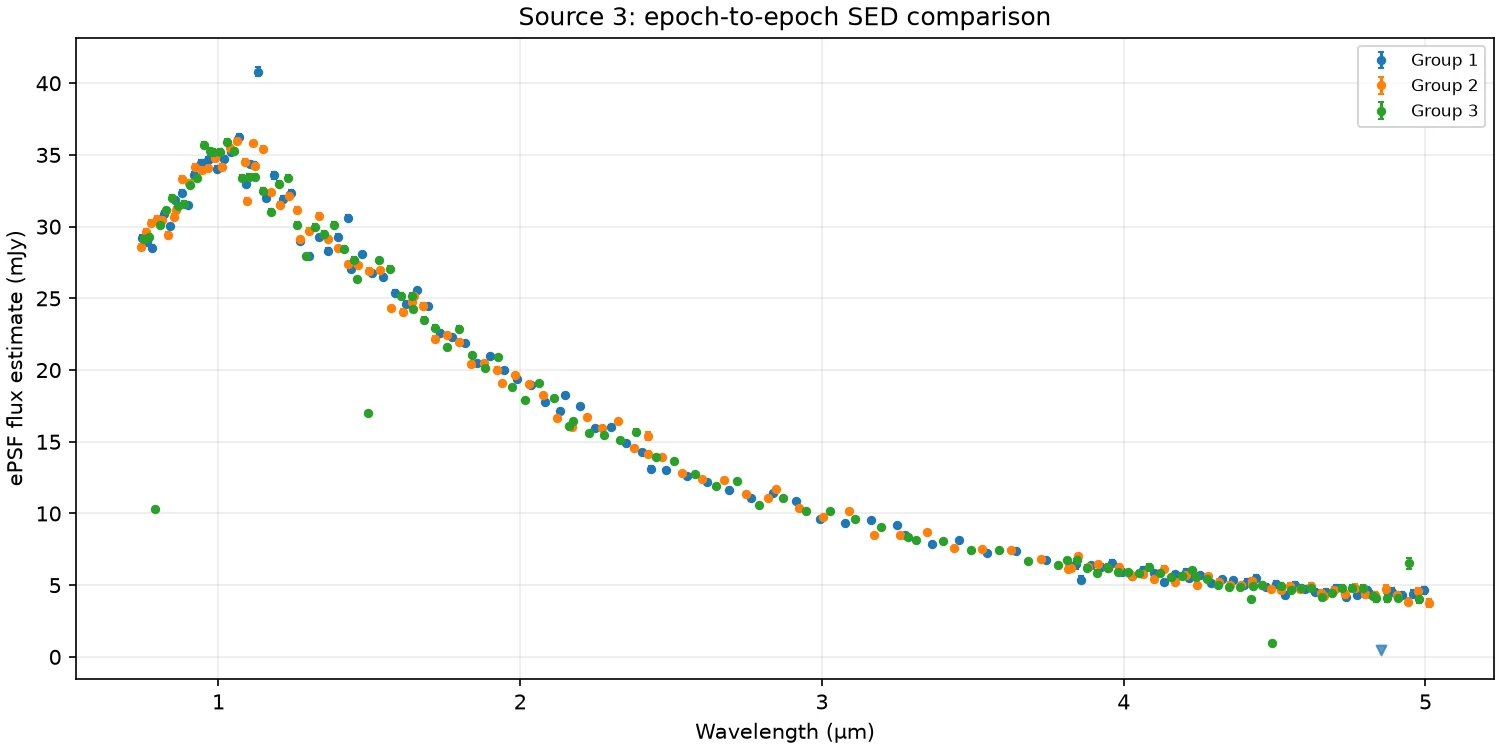 Source 3: epoch-to-epoch SED comparison
ePSF flux estimate (mJy)
40
35
30
25
20
15
10
5
0
Group 1
Group 2
Group 3
1
2
3
4
5
Wavelength (μm)